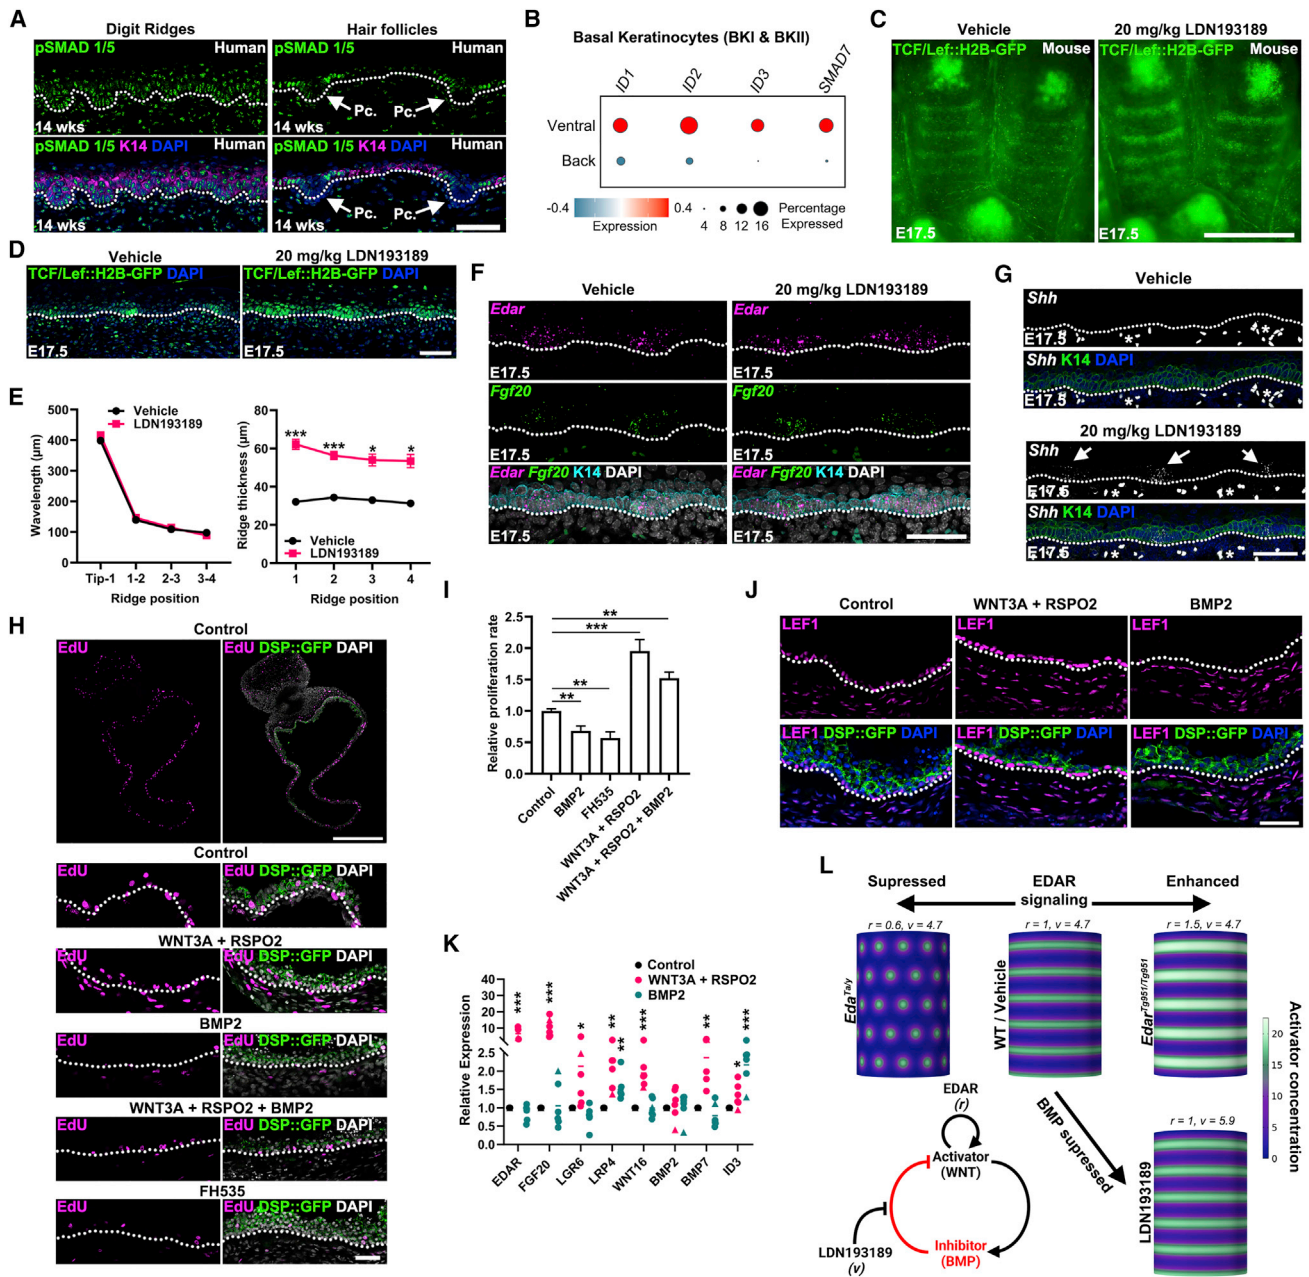 A
Digit Ridges
Hair follicles
pSMAD 1/5
Human
14 wks
pSMAD 1/5
Human
Pc.
Pc.
14 wks
pSMAD 1/5 K14 DAPI
Human
14 wks
pSMAD 1/5 K14 DAPI
Human
Pc.
Pc.
14 wks
B
Basal Keratinocytes (BKI & BKII)
ID1
ID2
ID3
SMAD7
Ventral
Back
-0.4
0.4
Expression
4 8 12 16
Percentage
Expressed
C
Vehicle
20 mg/kg LDN193189
TCF/Lef::H2B-GFP
Mouse
E17.5
TCF/Lef::H2B-GFP
Mouse
E17.5
D
Vehicle
20 mg/kg LDN193189
TCF/Lef::H2B-GFP DAPI
E17.5
TCF/Lef::H2B-GFP DAPI
E17.5
E
Wavelength (µm)
500
400
300
200
100
0
Vehicle
LDN193189
Tip-1
1-2
2-3
3-4
Ridge position
Ridge thickness (µm)
80
60
40
20
0
***
***
*
*
Vehicle
LDN193189
1
2
3
4
Ridge position
F
Vehicle
20 mg/kg LDN193189
Edar
E17.5
Edar
E17.5
Fgf20
E17.5
Fgf20
E17.5
Edar Fgf20 K14 DAPI
E17.5
Edar Fgf20 K14 DAPI
E17.5
G
Vehicle
Shh
E17.5
*
*
Shh K14 DAPI
E17.5
*
*
20 mg/kg LDN193189
Shh
E17.5
*
*
Shh K14 DAPI
E17.5
*
*
H
Control
EdU
EdU DSP::GFP DAPI
Control
EdU
EdU DSP::GFP DAPI
WNT3A + RSPO2
EdU
EdU DSP::GFP DAPI
BMP2
EdU
EdU DSP::GFP DAPI
WNT3A + RSPO2 + BMP2
EdU
EdU DSP::GFP DAPI
FH535
EdU
EdU DSP::GFP DAPI
I
Relative proliferation rate
2.5
2.0
1.5
1.0
0.5
0.0
**
***
**
**
Control
BMP2
FH535
WNT3A + RSPO2
WNT3A + RSPO2 + BMP2
J
Control
WNT3A + RSPO2
BMP2
LEF1
LEF1
LEF1
LEF1 DSP::GFP DAPI
LEF1 DSP::GFP DAPI
LEF1 DSP::GFP DAPI
K
Control
WNT3A + RSPO2
BMP2
Relative Expression
40
30
20
10
2.5
2.0
1.5
1.0
0.5
0.0
***
***
*
**
**
***
**
*
***
EDAR
FGF20
LGR6
LRP4
WNT16
BMP2
BMP7
ID3
L
Supressed
EDAR
signaling
Enhanced
r = 0.6, v = 4.7
r = 1, v = 4.7
r = 1.5, v = 4.7
Eda Ta/y
WT / Vehicle
Edar Tg951/Tg951
Activator concentration
20
15
10
5
0
BMP supressed
r = 1, v = 5.9
LDN193189
EDAR
(r)
Activator
(WNT)
LDN193189
(v)
Inhibitor
(BMP)